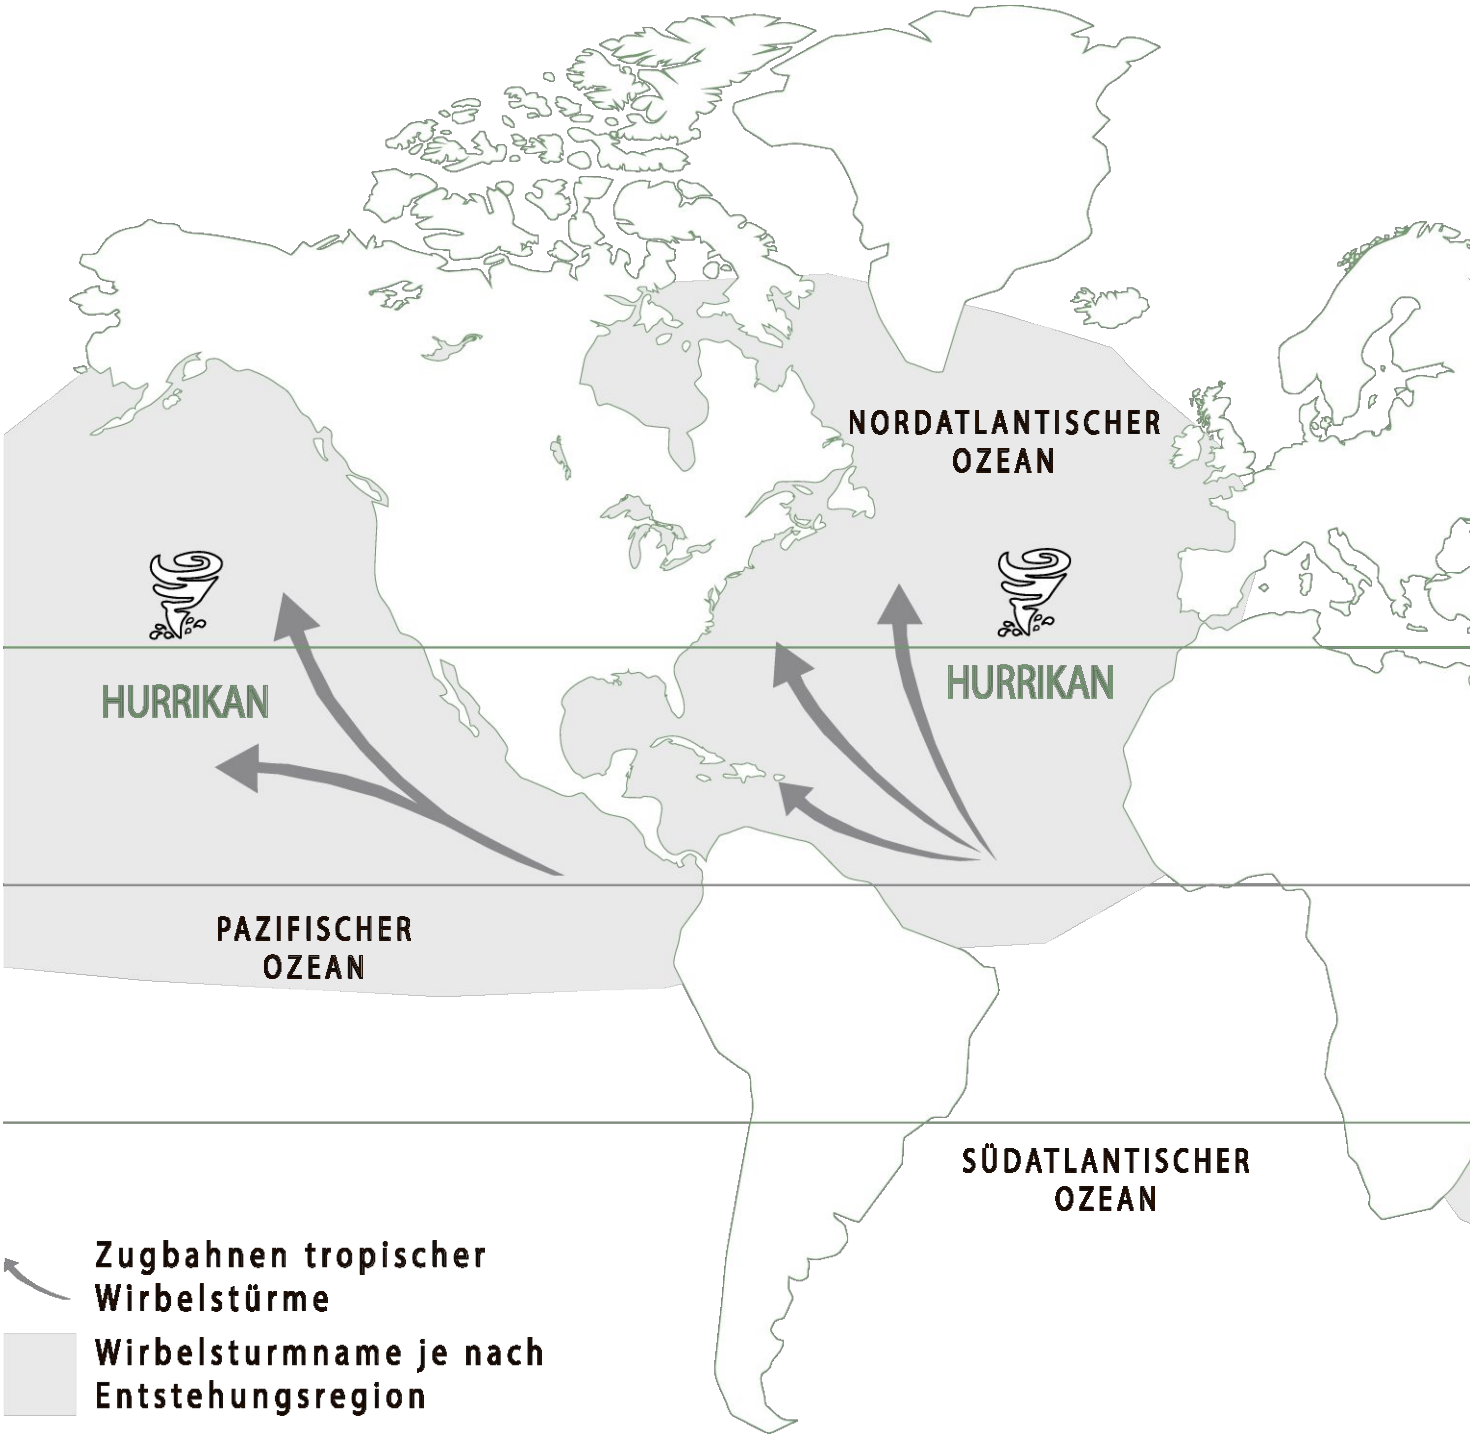 NORDATLANTISCHER
OZEAN
HURRIKAN
HURRIKAN
PAZIFISCHER
OZEAN
SÜDATLANTISCHER
OZEAN
Zugbahnen tropischer
Wirbelstürme
Wirbelsturmname je nach
Entstehungsregion